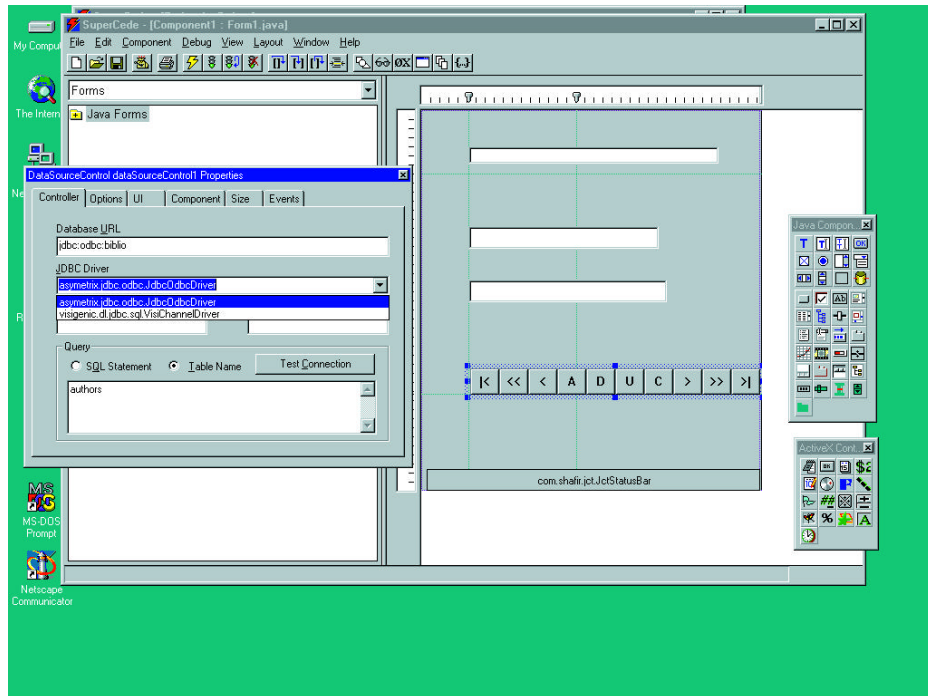 SuperCede - [Component1 : Form1.java]
File Edit Component Debug View Layout Window Help
My Compu
The Intern
Forms
Java Forms
DataSourceControl dataSourceControl1 Properties
Controller Options UI Component Size Events
Database URL
jdbc:odbc:biblio
JDBC Driver
asymetrix.jdbc.odbc.JdbcOdbcDriver
asymetrix.jdbc.odbc.JdbcOdbcDriver
visigenic.dl.jdbc.sql.VisiChannelDriver
Query
SQL Statement Table Name Test Connection
authors
|< << < A D U C > >> >|
com.shafir.jct.JctStatusBar
Java Compon...
ActiveX Cont...
MS-DOS
Prompt
Netscape
Communicator